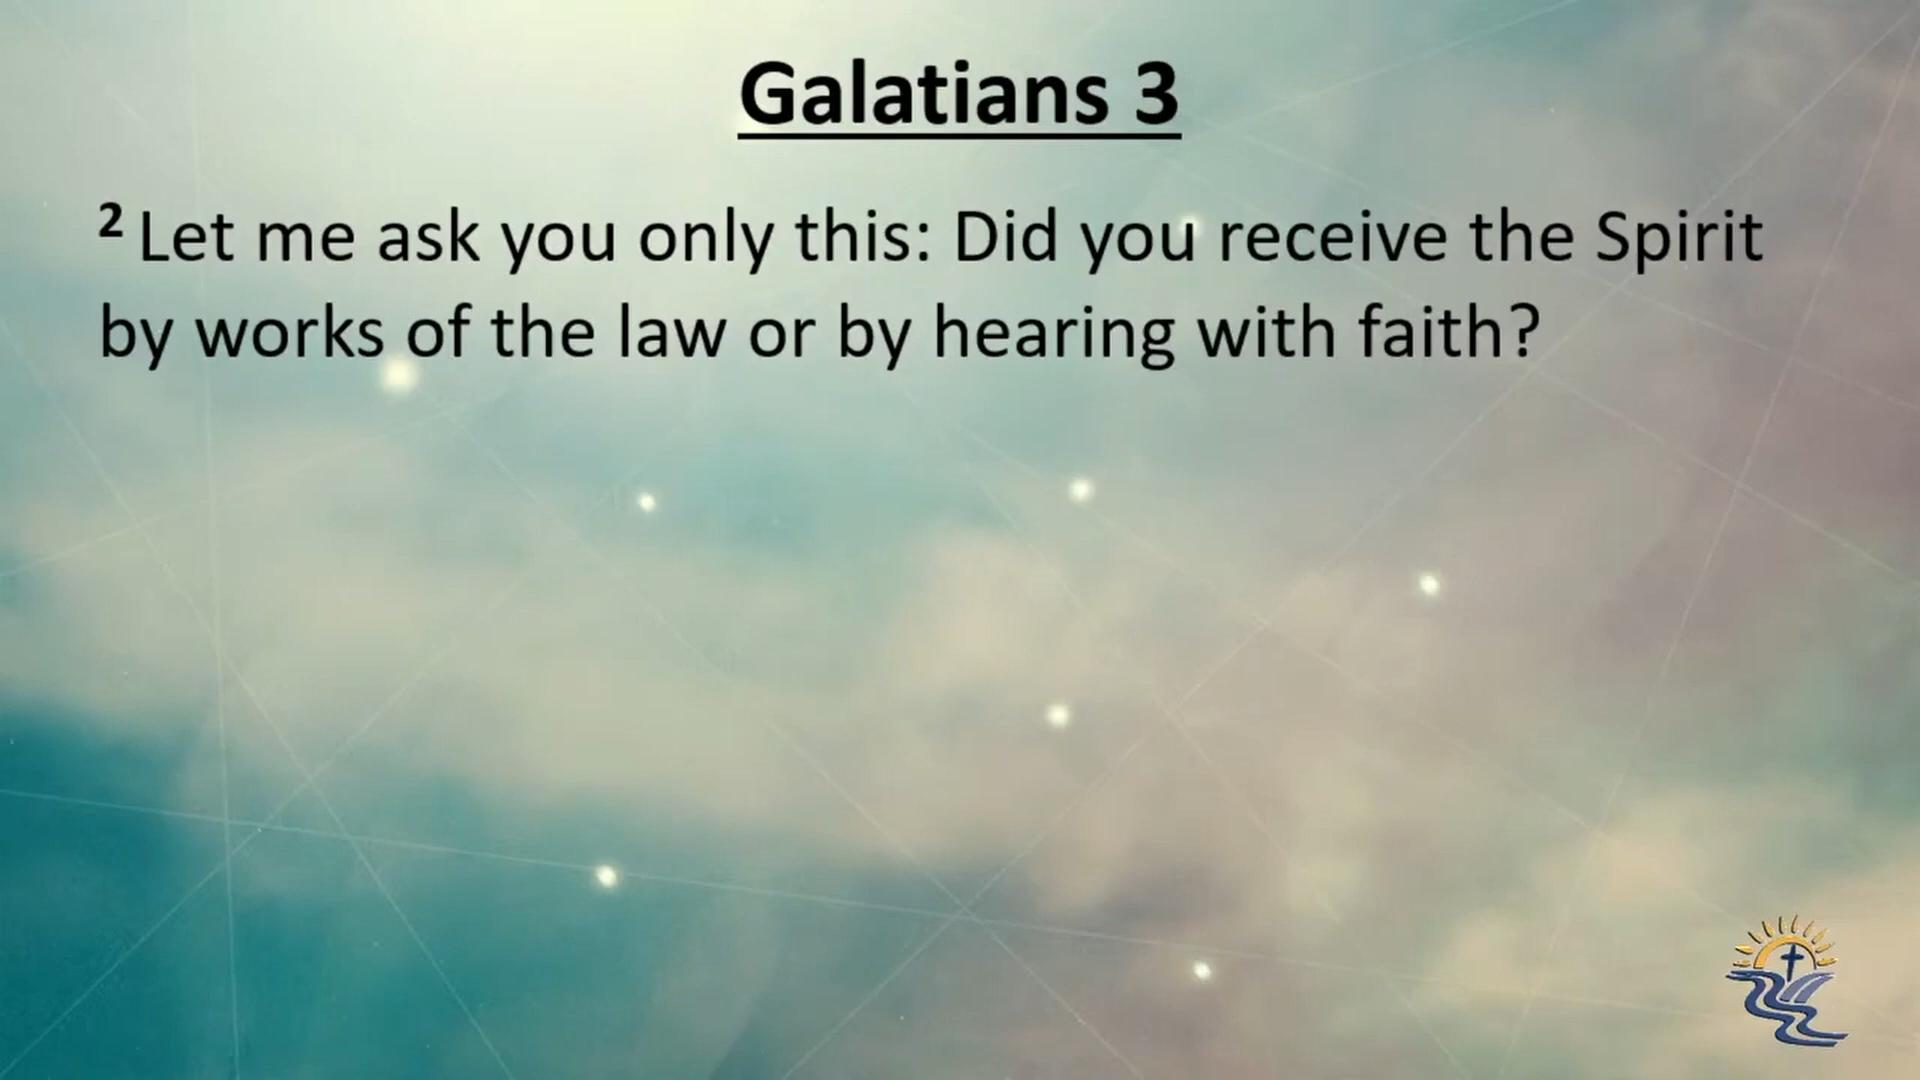 Galatians 3
2 Let me ask you only this: Did you receive the Spirit
by works of the law or by hearing with faith?